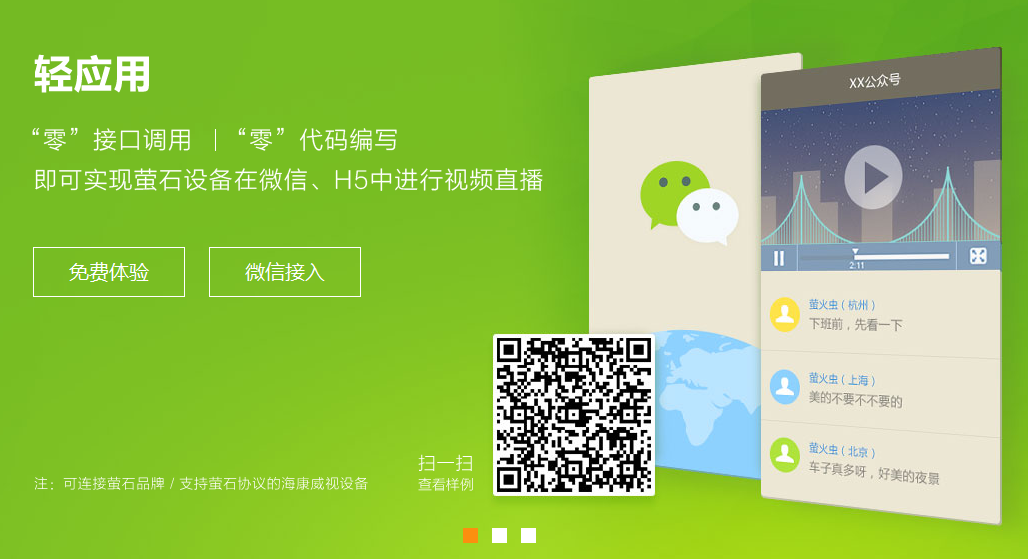 轻应用
“零”接口调用 | “零”代码编写
即可实现萤石设备在微信、H5中进行视频直播
免费体验
微信接入
注：可连接萤石品牌 / 支持萤石协议的海康威视设备
扫一扫
查看样例
XX公众号
2:11
萤火虫 ( 杭州 )
下班前，先看一下
萤火虫 ( 上海 )
美的不要不不要的
萤火虫 ( 北京 )
车子真多呀，好美的夜景